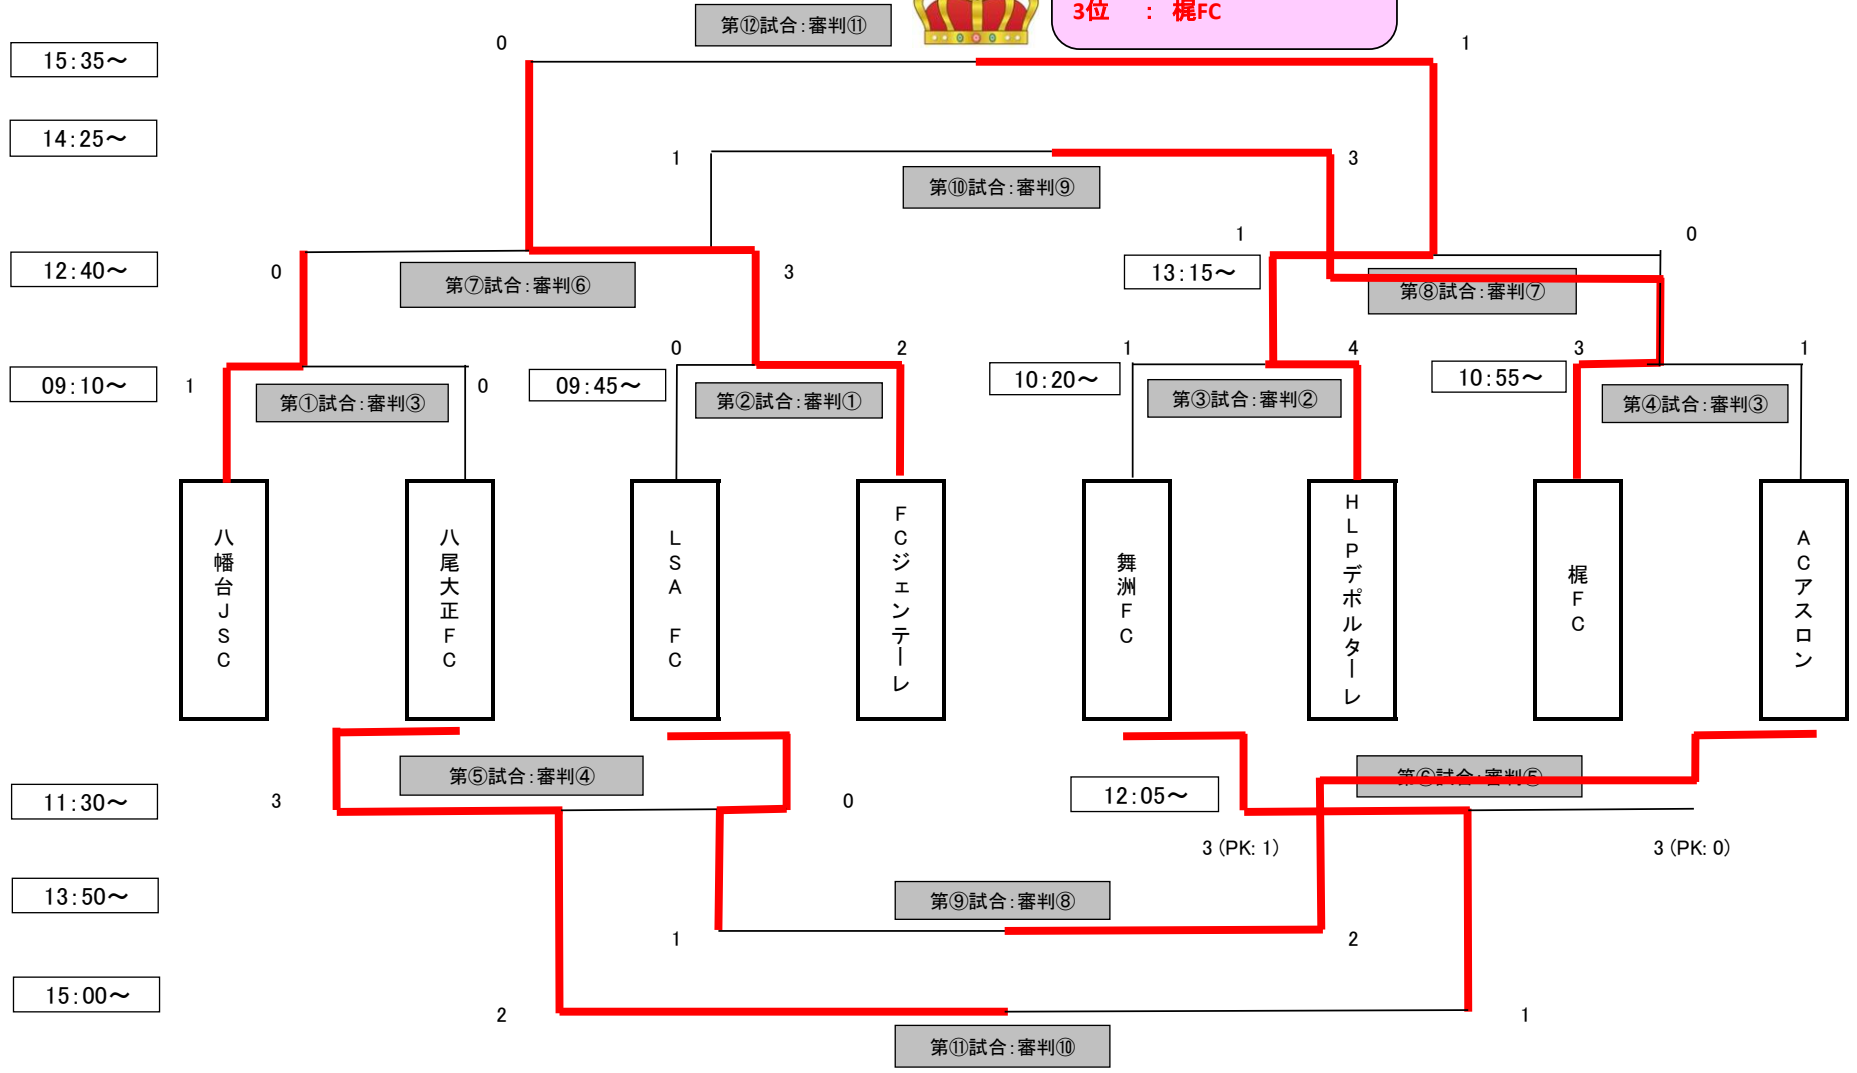 3位 : 梶FC
第⑫試合:審判⑪
0
1
15:35～
14:25～
1
3
第⑩試合:審判⑨
1
0
12:40～
0
第⑦試合:審判⑥
3
13:15～
第⑧試合:審判⑦
0
2
1
4
3
1
09:10～
1
第①試合:審判③
0
09:45～
第②試合:審判①
10:20～
第③試合:審判②
10:55～
第④試合:審判③
八幡台JSC
八尾大正FC
LSA FC
FCジェンテーレ
舞洲FC
HLPデポルターレ
梶FC
ACアスロン
第⑤試合:審判④
第⑥試合:審判⑤
11:30～
3
0
12:05～
3 (PK: 1)
3 (PK: 0)
13:50～
第⑨試合:審判⑧
1
2
15:00～
2
1
第⑪試合:審判⑩